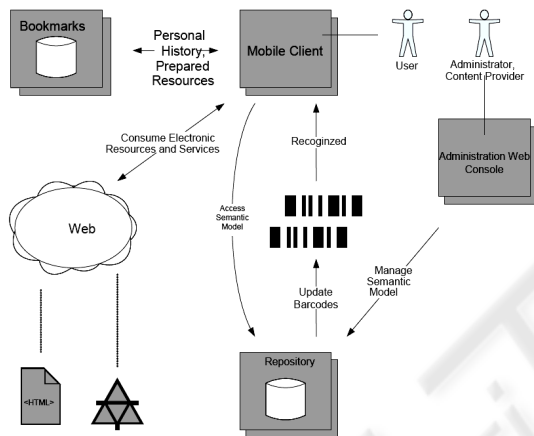 Bookmarks
Personal
History,
Prepared
Resources
Mobile Client
User
Administrator,
Content Provider
Consume Electronic
Resources and Services
Recoginzed
Administration Web
Console
Web
Access
Semantic
Model
Manage
Semantic
Model
Update
Barcodes
Repository
<HTML>